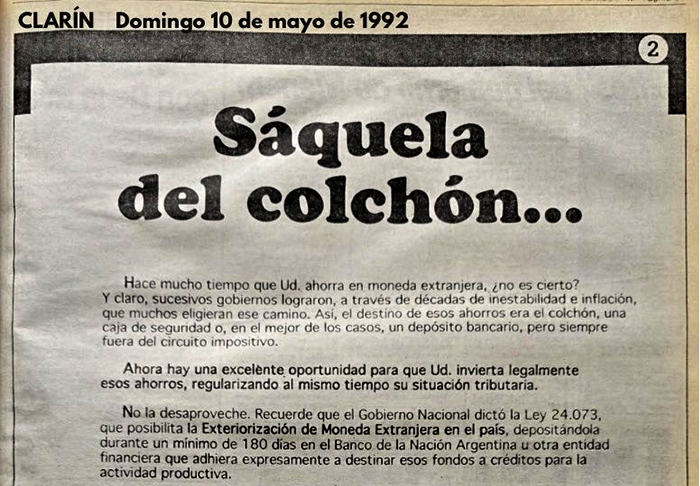 CLARÍN Domingo 10 de mayo de 1992
2
Sáquela
del colchón...
Hace mucho tiempo que Ud. ahorra en moneda extranjera, ¿no es cierto?
Y claro, sucesivos gobiernos lograron, a través de décadas de inestabilidad e inflación,
que muchos eligieran ese camino. Así, el destino de esos ahorros era el colchón, una
caja de seguridad o, en el mejor de los casos, un depósito bancario, pero siempre
fuera del circuito impositivo.
Ahora hay una excelente oportunidad para que Ud. invierta legalmente
esos ahorros, regularizando al mismo tiempo su situación tributaria.
No la desaproveche. Recuerde que el Gobierno Nacional dictó la Ley 24.073,
que posibilita la Exteriorización de Moneda Extranjera en el país, depositándola
durante un mínimo de 180 días en el Banco de la Nación Argentina u otra entidad
financiera que adhiera expresamente a destinar esos fondos a créditos para la
actividad productiva.